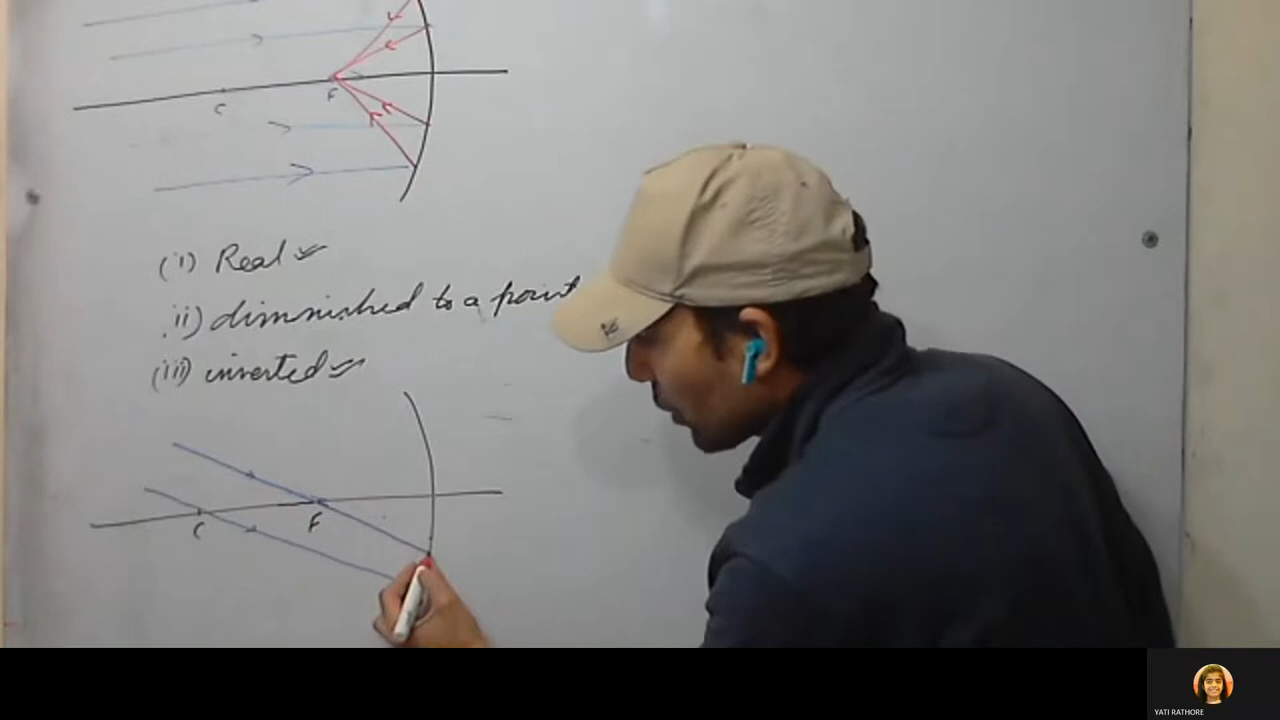 C
F
(i) Real
ii) diminished to a point
(iii) inverted
C
F
YATI RATHORE